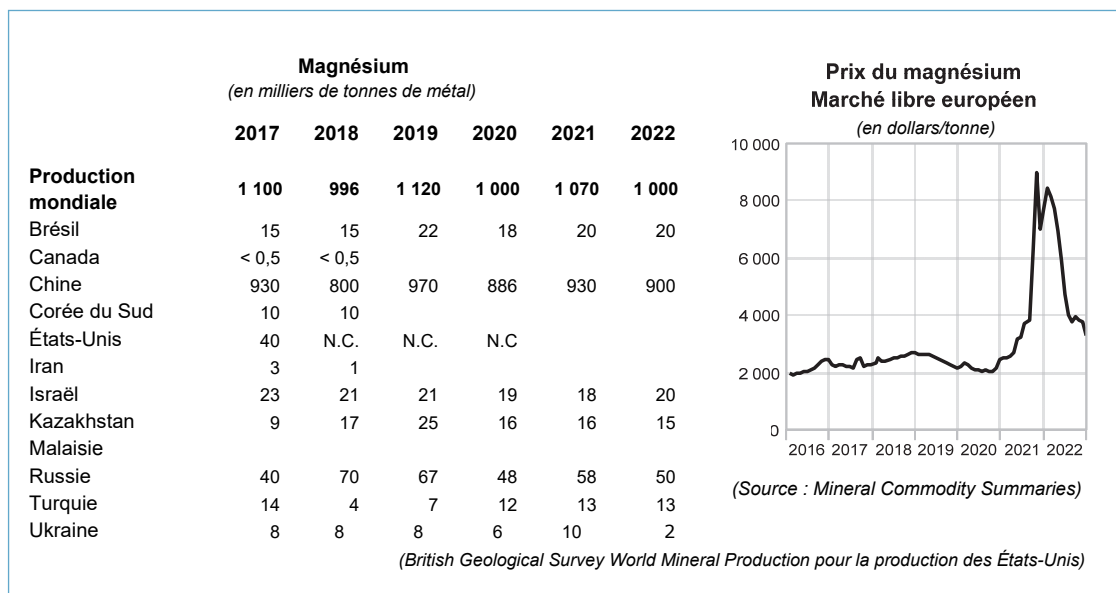 Magnésium
(en milliers de tonnes de métal)
2017 2018 2019 2020 2021 2022
Production
mondiale 1 100 996 1 120 1 000 1 070 1 000
Brésil 15 15 22 18 20 20
Canada < 0,5 < 0,5
Chine 930 800 970 886 930 900
Corée du Sud 10 10
États-Unis 40 N.C. N.C. N.C
Iran 3 1
Israël 23 21 21 19 18 20
Kazakhstan 9 17 25 16 16 15
Malaisie
Russie 40 70 67 48 58 50
Turquie 14 4 7 12 13 13
Ukraine 8 8 8 6 10 2
Prix du magnésium
Marché libre européen
(en dollars/tonne)
10 000
8 000
6 000
4 000
2 000
0
2016 2017 2018 2019 2020 2021 2022
(Source : Mineral Commodity Summaries)
(British Geological Survey World Mineral Production pour la production des États-Unis)